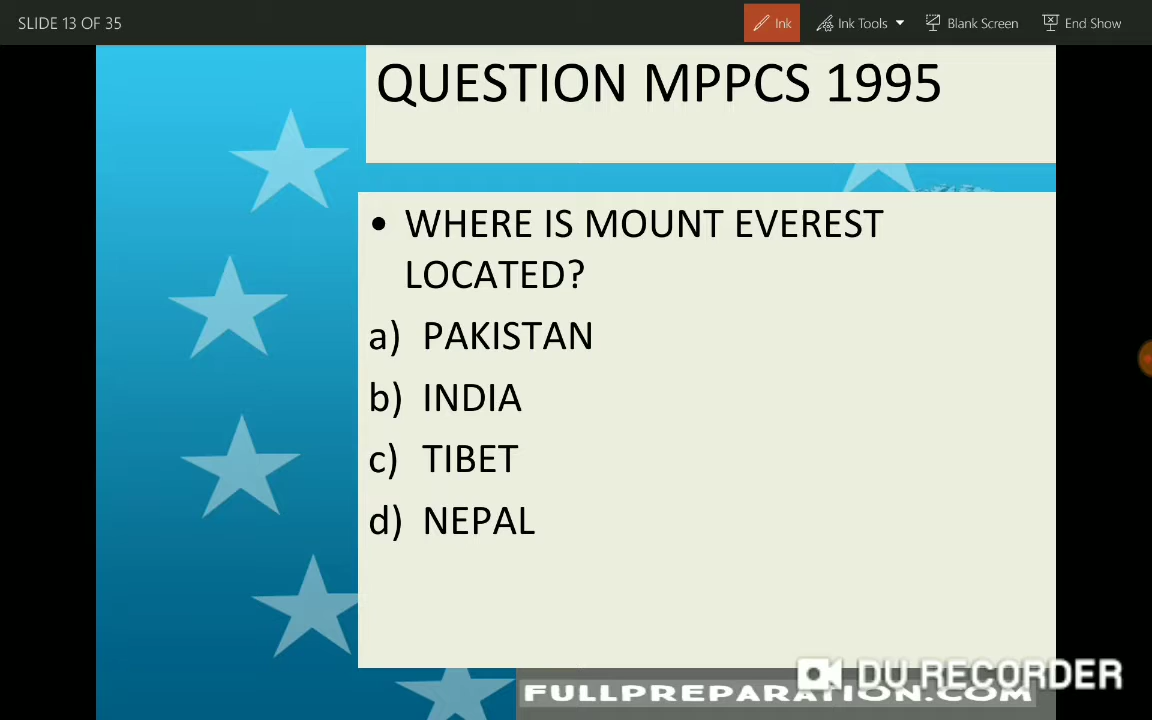 SLIDE 13 OF 35
Ink
Ink Tools
Blank Screen
End Show
QUESTION MPPCS 1995
• WHERE IS MOUNT EVEREST
LOCATED?
a) PAKISTAN
b) INDIA
c) TIBET
d) NEPAL
DU RECORDER
FULLPREPARATION.COM